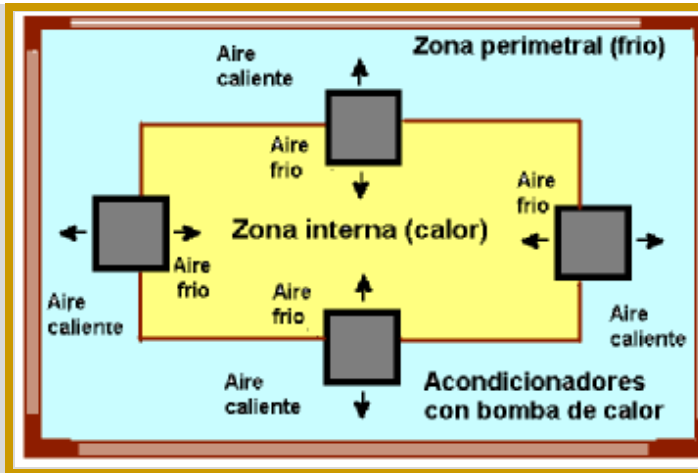 Zona perimetral (frio)
Aire
caliente
Aire
frio
Aire
frio
Zona interna (calor)
Aire
frio
Aire
caliente
Aire
frio
Aire
caliente
Aire
caliente
Acondicionadores
con bomba de calor